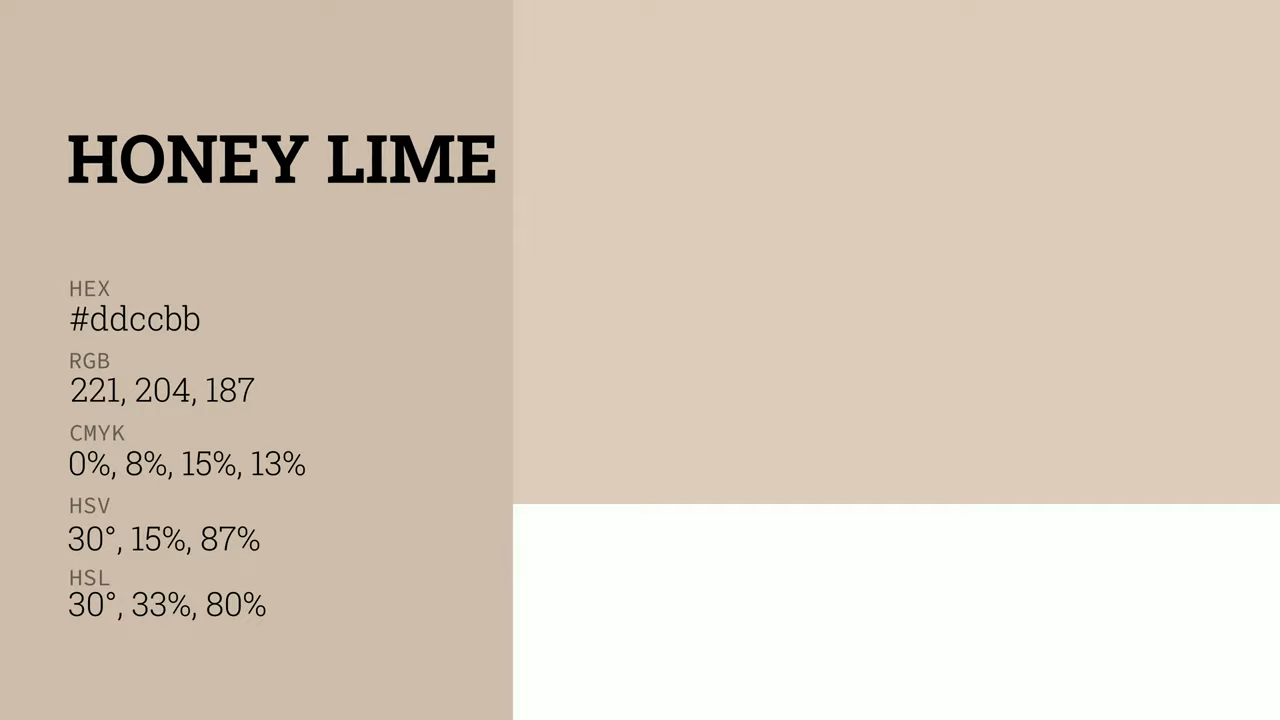 HONEY LIME
HEX
#ddccbb
RGB
221, 204, 187
CMYK
0%, 8%, 15%, 13%
HSV
30°, 15%, 87%
HSL
30°, 33%, 80%